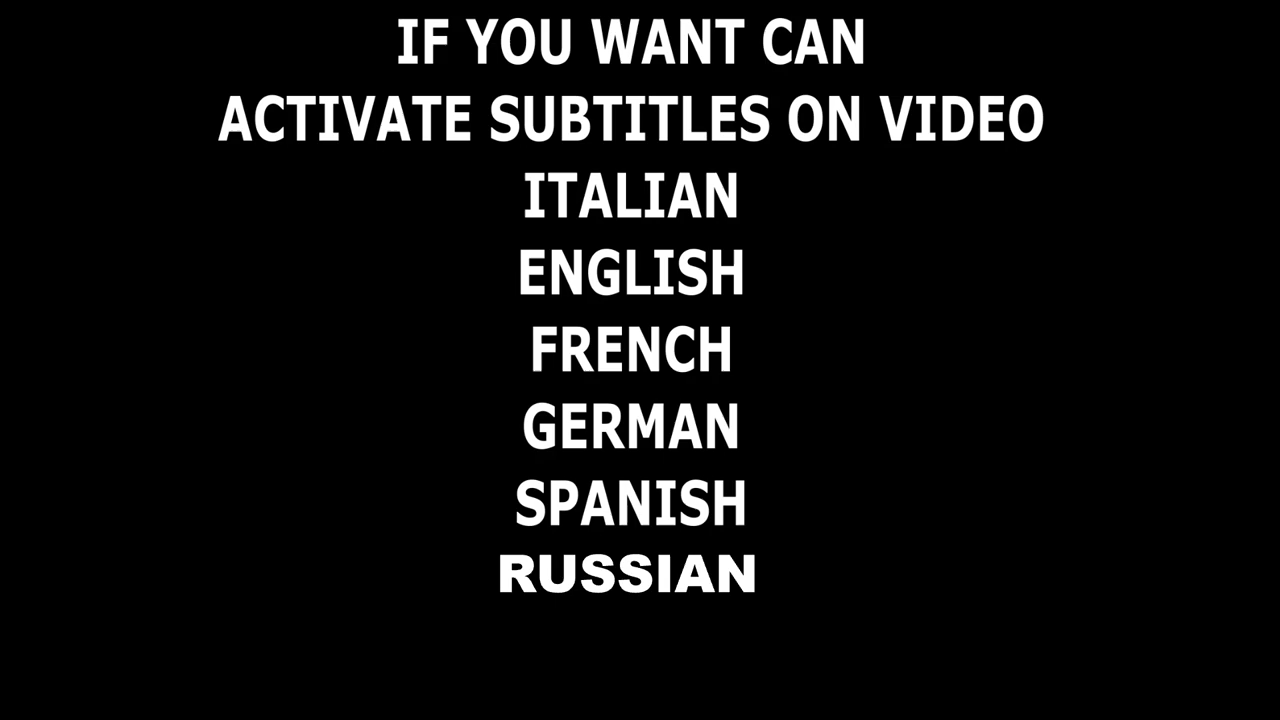 IF YOU WANT CAN
ACTIVATE SUBTITLES ON VIDEO
ITALIAN
ENGLISH
FRENCH
GERMAN
SPANISH
RUSSIAN